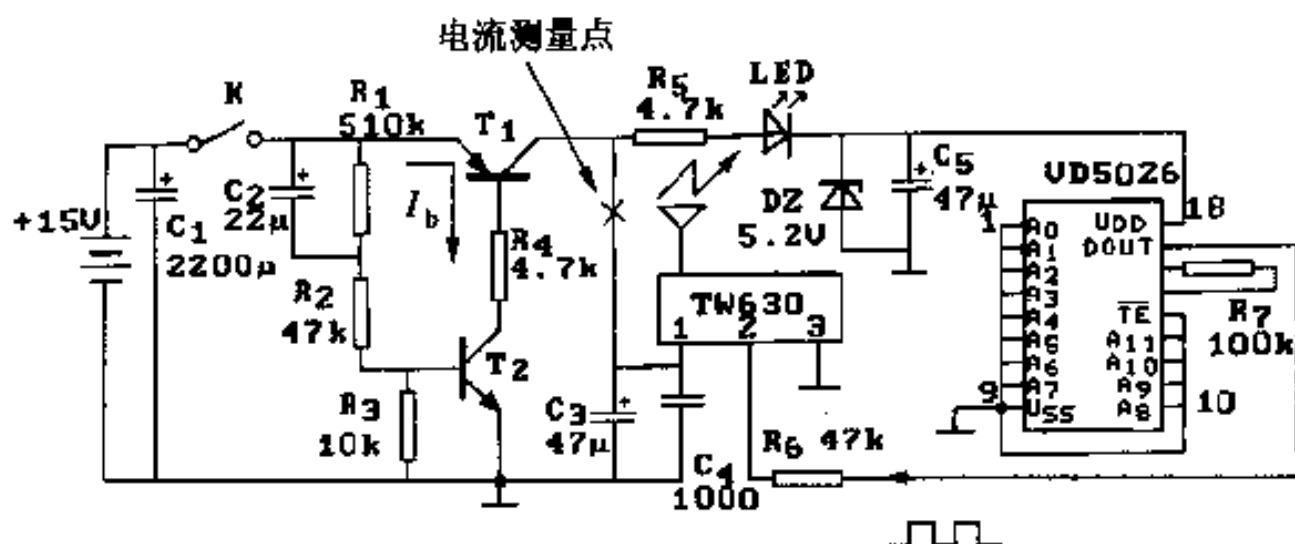 电流测量点
K
R1
510k
T1
R5
4.7k
LED
+15V
C1
2200μ
C2
22μ
Ib
R4
4.7k
DZ
5.2V
C5
47μ
VD5026
18
1
A0
A1
A2
A3
A4
A5
A6
A7
VSS
9
VDD
DOUT
TE
A11
A10
A9
A8
10
R7
100k
R2
47k
T2
R3
10k
TW630
1 2 3
C3
47μ
C4
1000
R6 47k